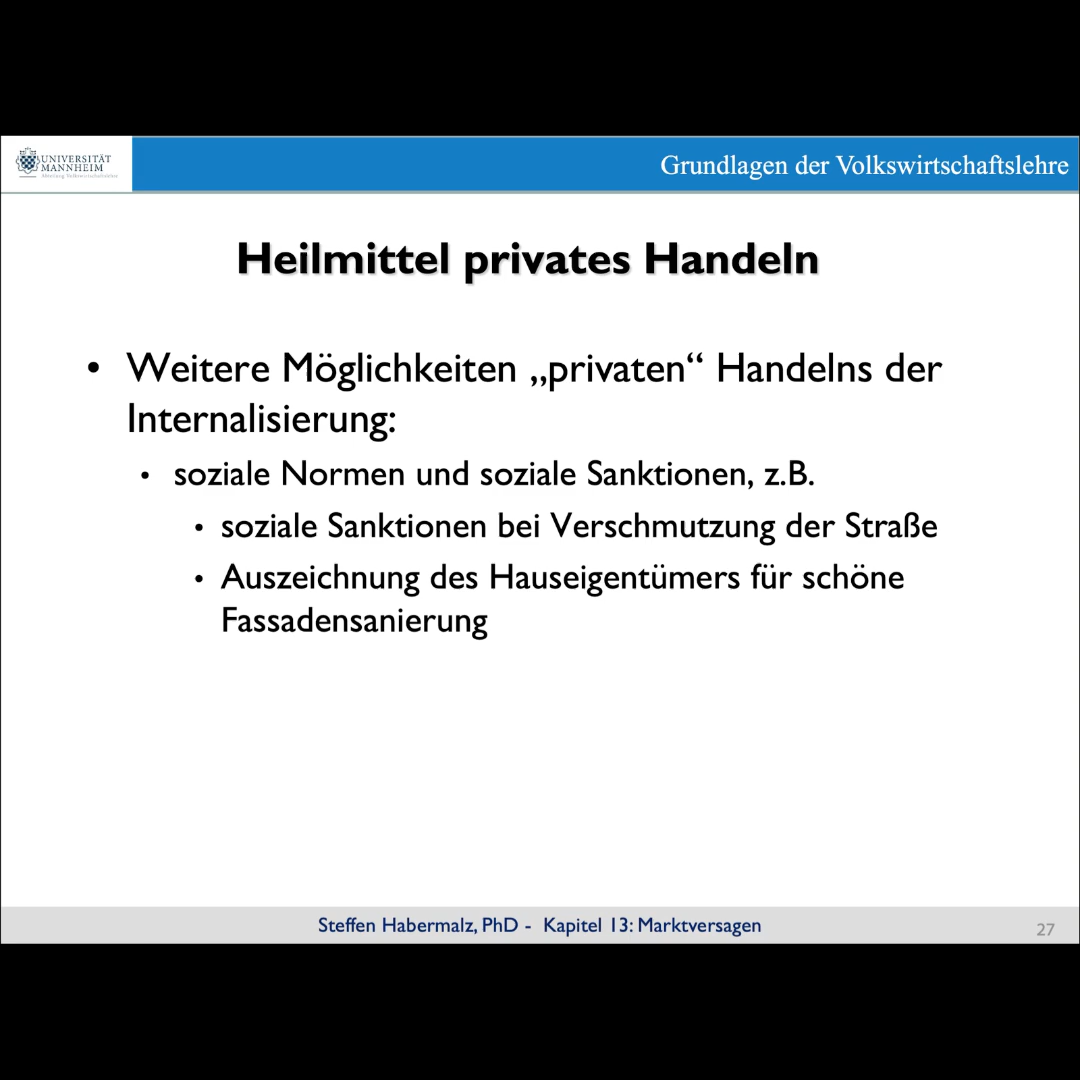 UNIVERSITÄT
MANNHEIM
Abteilung Volkswirtschaftslehre
Grundlagen der Volkswirtschaftslehre
Heilmittel privates Handeln
• Weitere Möglichkeiten „privaten“ Handelns der
Internalisierung:
• soziale Normen und soziale Sanktionen, z.B.
• soziale Sanktionen bei Verschmutzung der Straße
• Auszeichnung des Hauseigentümers für schöne
Fassadensanierung
Steffen Habermalz, PhD - Kapitel 13: Marktversagen
27